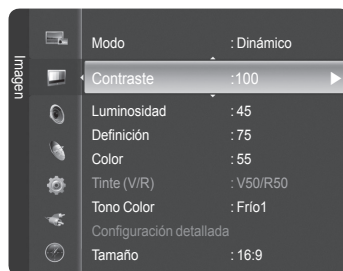 Imagen
Modo : Dinámico
Contraste :100
Luminosidad : 45
Definición : 75
Color : 55
Tinte (V/R) : V50/R50
Tono Color : Frío1
Configuración detallada
Tamaño : 16:9